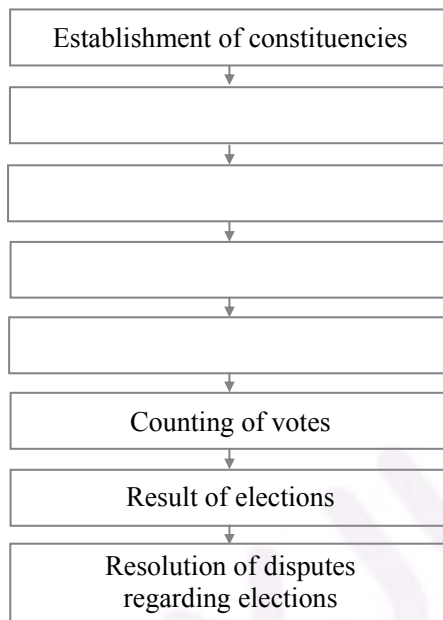 Establishment of constituencies
Counting of votes
Result of elections
Resolution of disputes
regarding elections